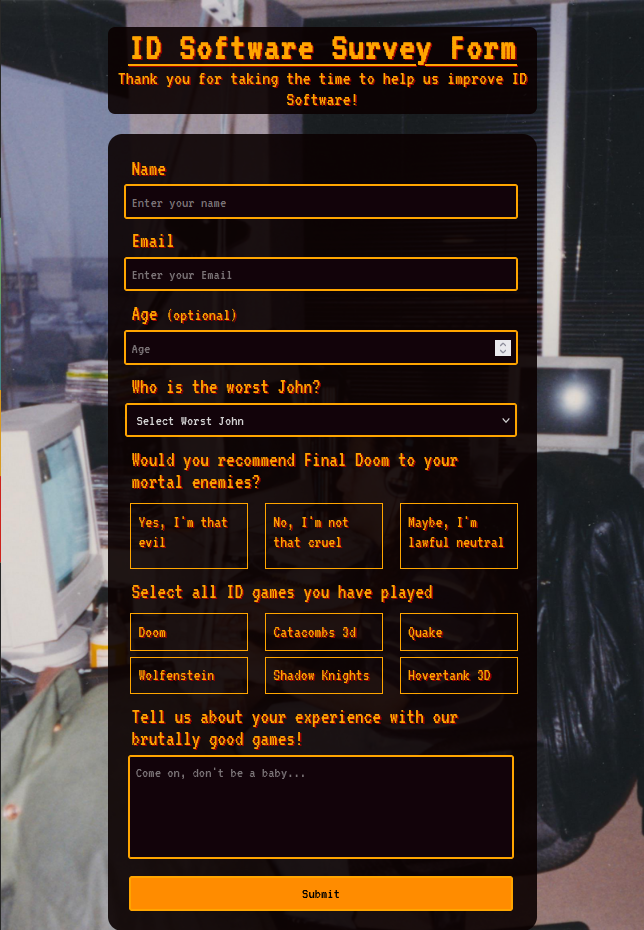 ID Software Survey Form
Thank you for taking the time to help us improve ID
Software!
Name
Enter your name
Email
Enter your Email
Age (optional)
Age
Who is the worst John?
Select Worst John
Would you recommend Final Doom to your
mortal enemies?
Yes, I'm that
evil
No, I'm not
that cruel
Maybe, I'm
lawful neutral
Select all ID games you have played
Doom
Catacombs 3d
Quake
Wolfenstein
Shadow Knights
Hovertank 3D
Tell us about your experience with our
brutally good games!
Come on, don't be a baby...
Submit